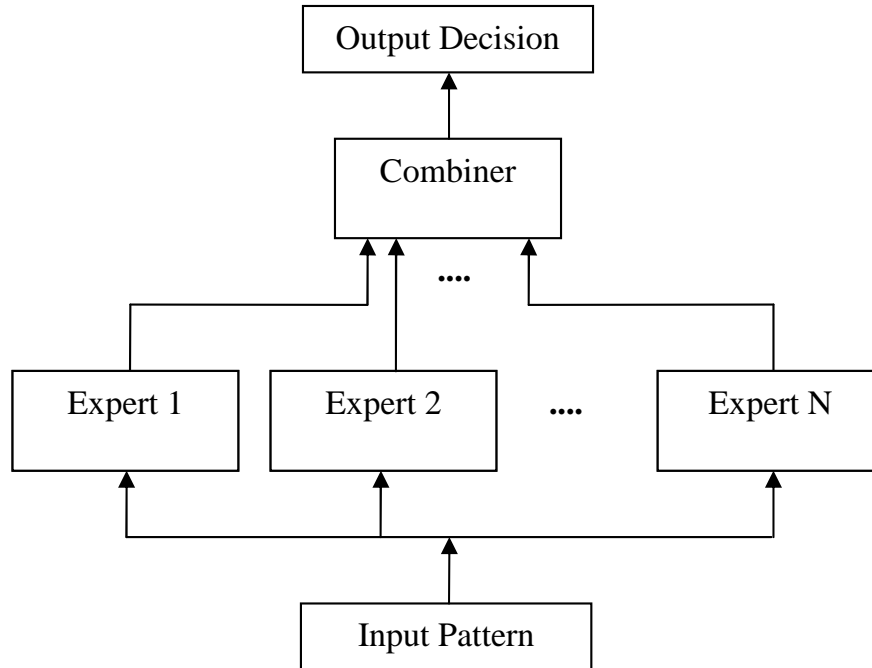 Output Decision
Combiner
....
Expert 1
Expert 2
....
Expert N
Input Pattern